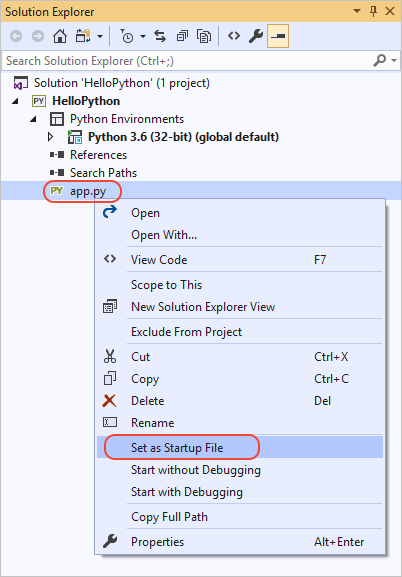 Solution Explorer
Search Solution Explorer (Ctrl+;)
Solution 'HelloPython' (1 project)
PY HelloPython
Python Environments
Python 3.6 (32-bit) (global default)
References
Search Paths
PY app.py
Open
Open With...
View Code F7
Scope to This
New Solution Explorer View
Exclude From Project
Cut Ctrl+X
Copy Ctrl+C
Delete Del
Rename
Set as Startup File
Start without Debugging
Start with Debugging
Copy Full Path
Properties Alt+Enter